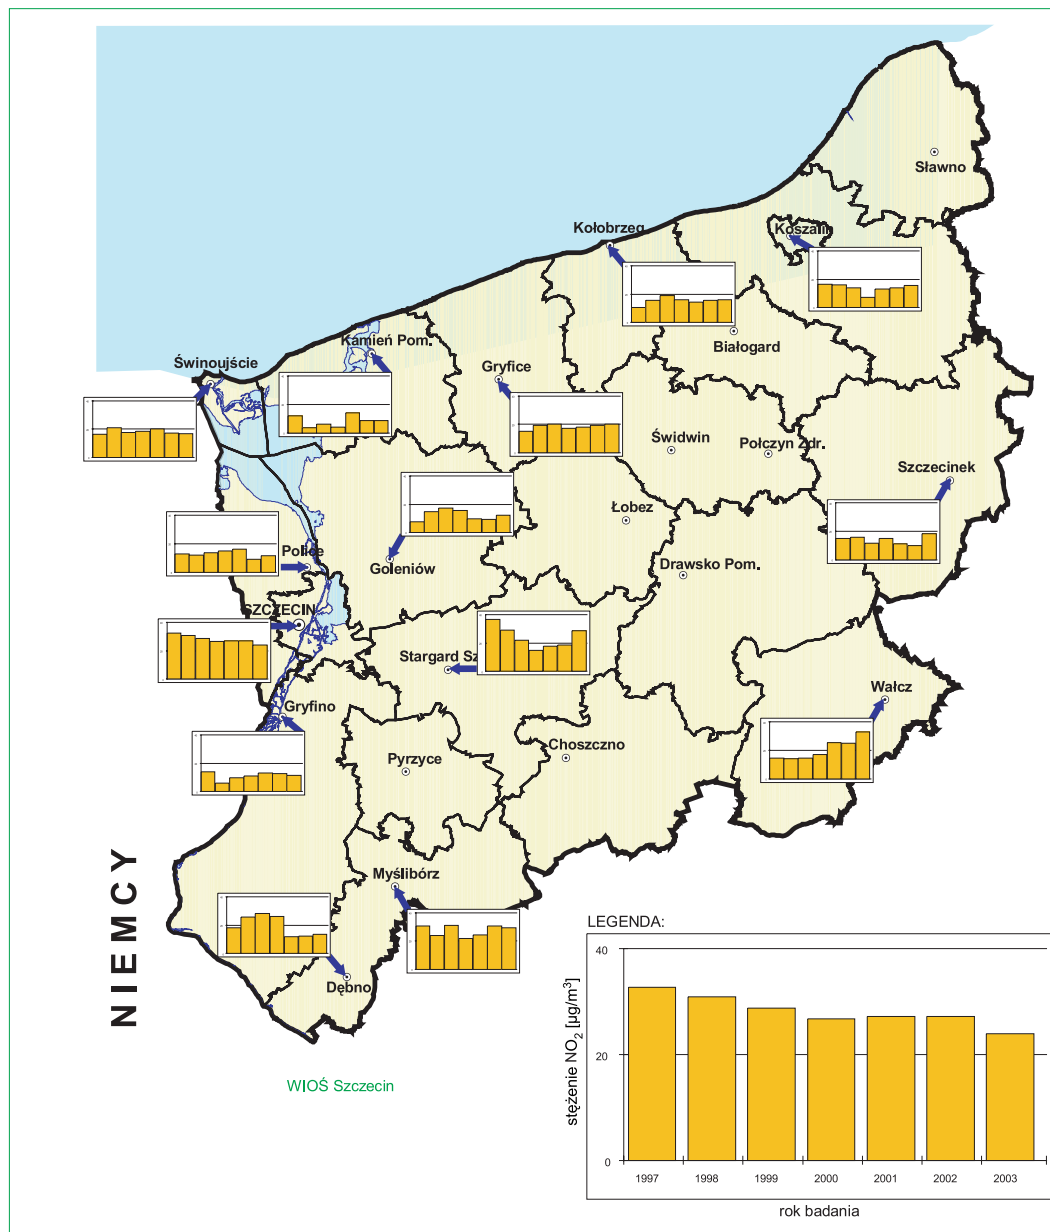 Sławno
Kołobrzeg
Koszalin
Kamień Pom.
Białogard
Świnoujście
Gryfice
Świdwin
Połczyn Zdr.
Szczecinek
Łobez
Police
Goleniów
Drawsko Pom.
SZCZECIN
Stargard Sz
Wałcz
Gryfino
Choszczno
Pyrzyce
NIEMCY
Myślibórz
Dębno
WIOŚ Szczecin
LEGENDA:
stężenie NO2 [µg/m³]
40
20
0
1997 1998 1999 2000 2001 2002 2003
rok badania